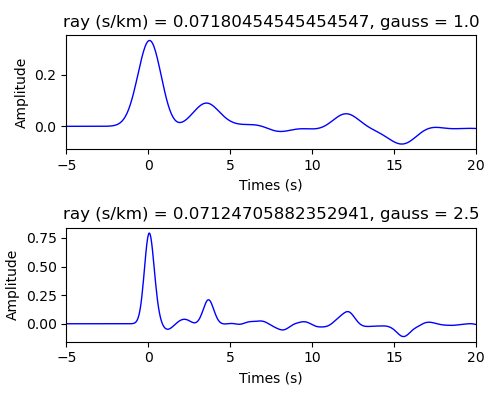 ray (s/km) = 0.07180454545454547, gauss = 1.0
Amplitude
0.2
0.0
−5 0 5 10 15 20
Times (s)
ray (s/km) = 0.07124705882352941, gauss = 2.5
Amplitude
0.75
0.50
0.25
0.00
−5 0 5 10 15 20
Times (s)